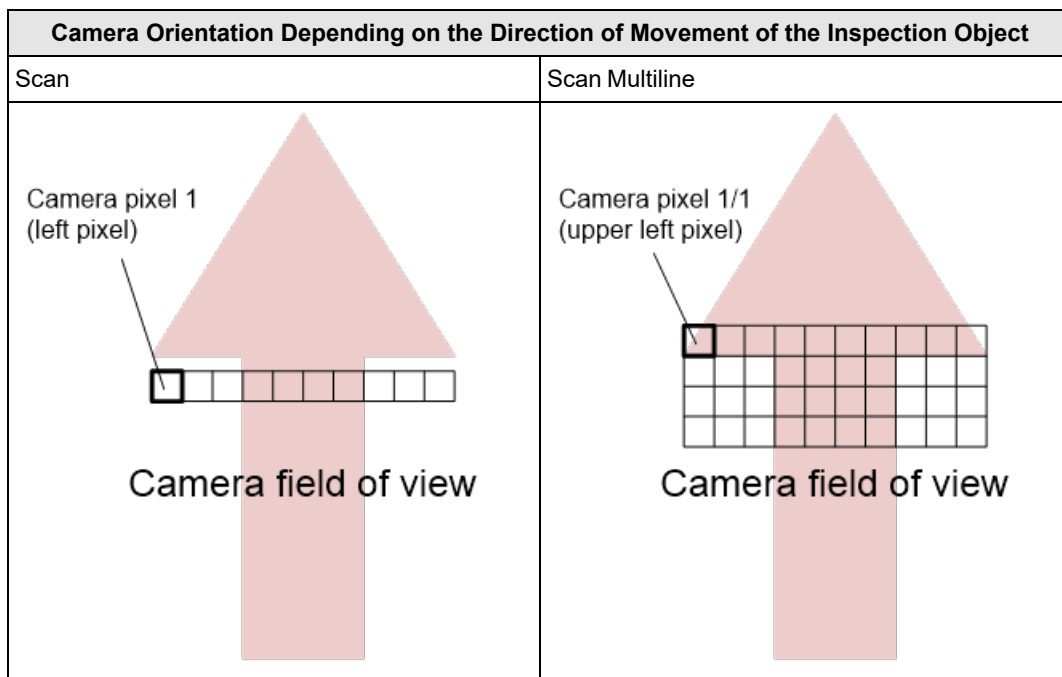 Camera Orientation Depending on the Direction of Movement of the Inspection Object
Scan
Scan Multiline
Camera pixel 1
(left pixel)
Camera field of view
Camera pixel 1/1
(upper left pixel)
Camera field of view